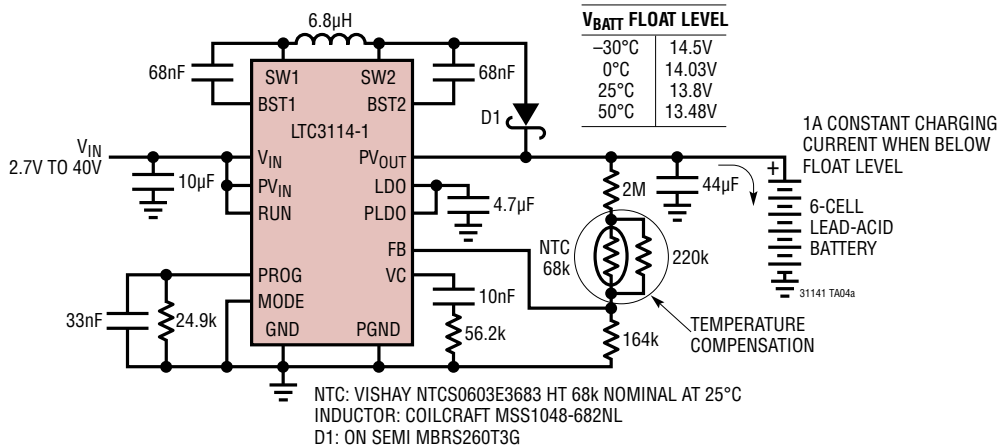 6.8µH
VBATT FLOAT LEVEL
–30°C 14.5V
0°C 14.03V
25°C 13.8V
50°C 13.48V
68nF
SW1 SW2
68nF
BST1 BST2
LTC3114-1
D1
1A CONSTANT CHARGING
CURRENT WHEN BELOW
FLOAT LEVEL
VIN
2.7V TO 40V
VIN PVOUT
10µF
PVIN LDO
RUN PLDO
4.7µF
2M
44µF
+
6-CELL
LEAD-ACID
BATTERY
FB
NTC
68k
220k
PROG VC
MODE
10nF
31141 TA04a
33nF
24.9k
GND PGND
56.2k
164k
TEMPERATURE
COMPENSATION
NTC: VISHAY NTCS0603E3683 HT 68k NOMINAL AT 25°C
INDUCTOR: COILCRAFT MSS1048-682NL
D1: ON SEMI MBRS260T3G